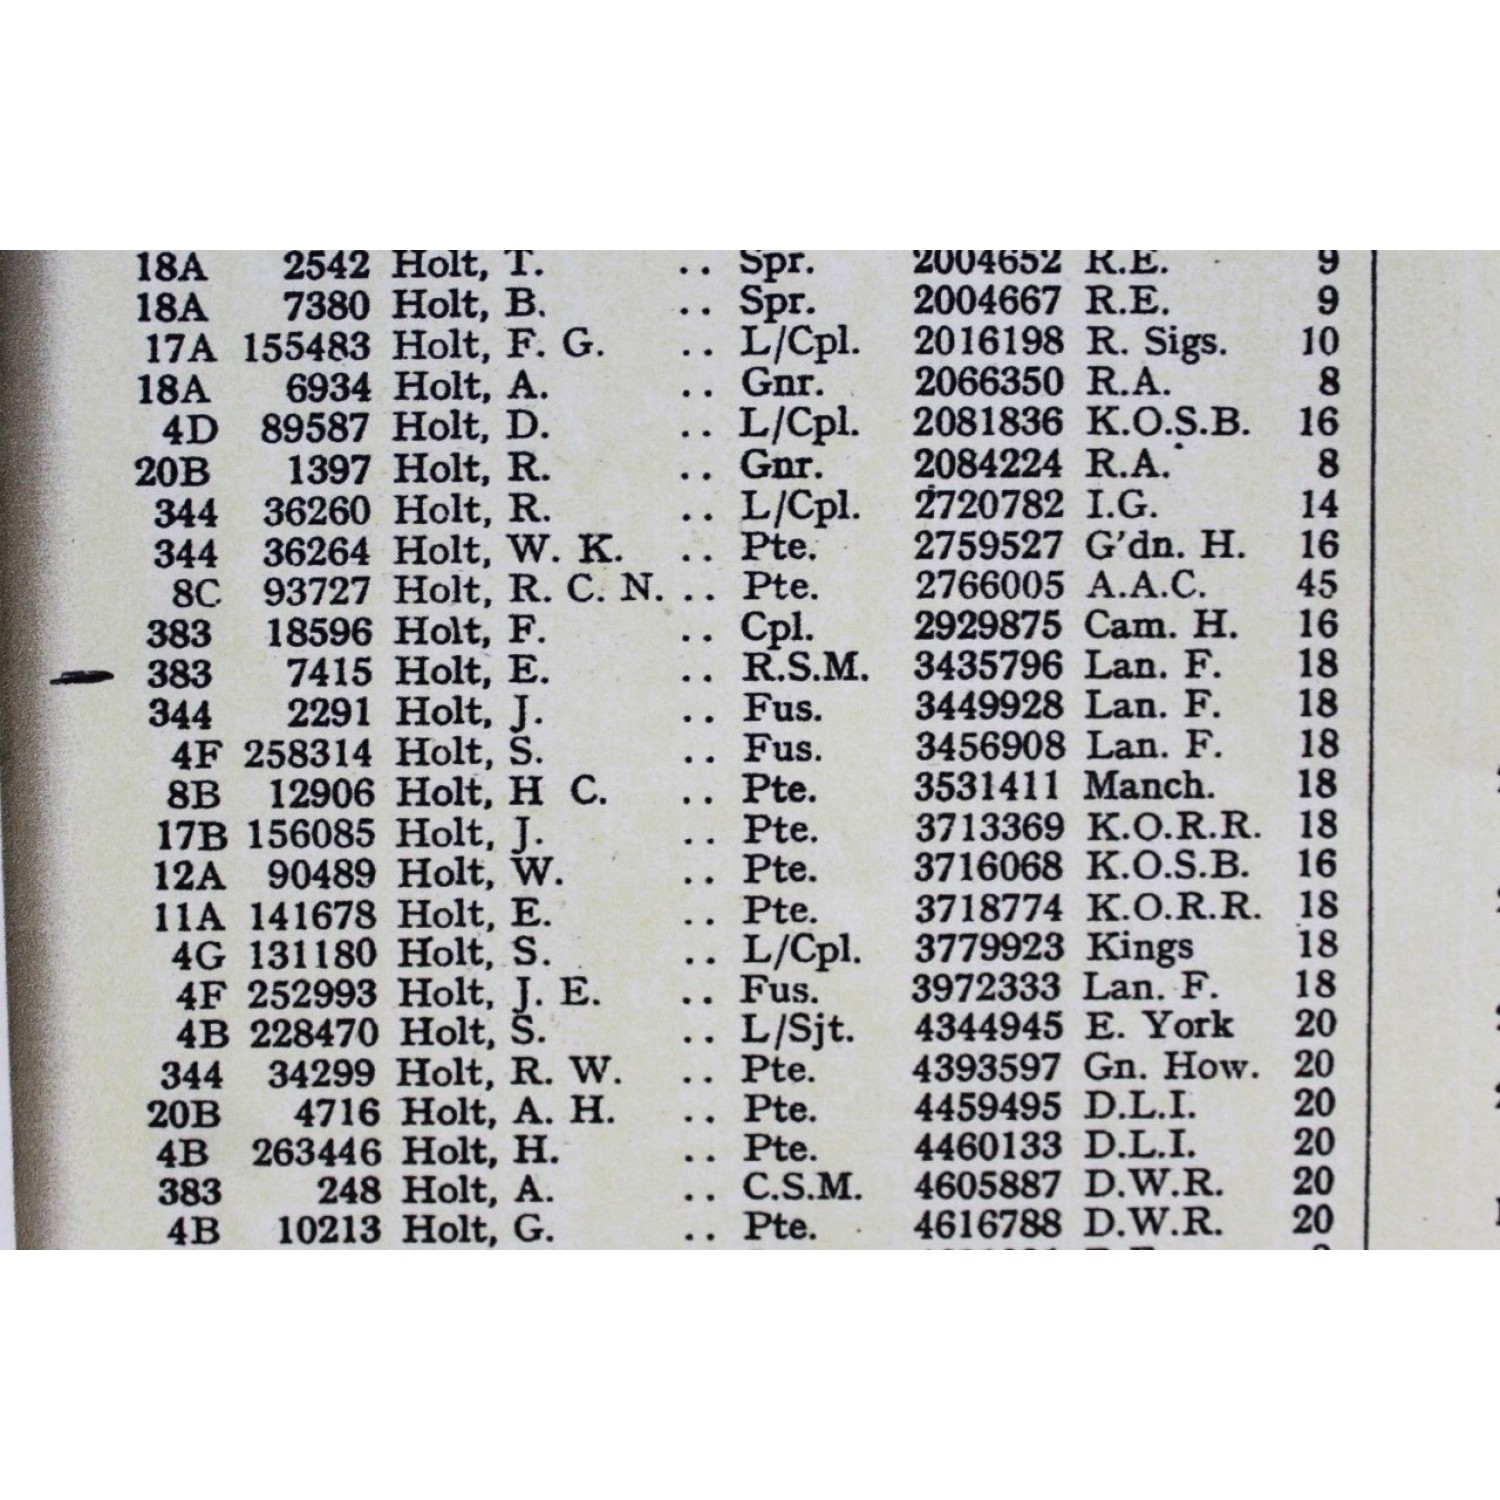 18A 2542 Holt, T. .. Spr. 2004652 R.E. 9
18A 7380 Holt, B. .. Spr. 2004667 R.E. 9
17A 155483 Holt, F. G. .. L/Cpl. 2016198 R. Sigs. 10
18A 6934 Holt, A. .. Gnr. 2066350 R.A. 8
4D 89587 Holt, D. .. L/Cpl. 2081836 K.O.S.B. 16
20B 1397 Holt, R. .. Gnr. 2084224 R.A. 8
344 36260 Holt, R. .. L/Cpl. 2720782 I.G. 14
344 36264 Holt, W. K. .. Pte. 2759527 G'dn. H. 16
8C 93727 Holt, R. C. N. .. Pte. 2766005 A.A.C. 45
383 18596 Holt, F. .. Cpl. 2929875 Cam. H. 16
383 7415 Holt, E. .. R.S.M. 3435796 Lan. F. 18
344 2291 Holt, J. .. Fus. 3449928 Lan. F. 18
4F 258314 Holt, S. .. Fus. 3456908 Lan. F. 18
8B 12906 Holt, H C. .. Pte. 3531411 Manch. 18
17B 156085 Holt, J. .. Pte. 3713369 K.O.R.R. 18
12A 90489 Holt, W. .. Pte. 3716068 K.O.S.B. 16
11A 141678 Holt, E. .. Pte. 3718774 K.O.R.R. 18
4G 131180 Holt, S. .. L/Cpl. 3779923 Kings 18
4F 252993 Holt, J. E. .. Fus. 3972333 Lan. F. 18
4B 228470 Holt, S. .. L/Sjt. 4344945 E. York 20
344 34299 Holt, R. W. .. Pte. 4393597 Gn. How. 20
20B 4716 Holt, A. H. .. Pte. 4459495 D.L.I. 20
4B 263446 Holt, H. .. Pte. 4460133 D.L.I. 20
383 248 Holt, A. .. C.S.M. 4605887 D.W.R. 20
4B 10213 Holt, G. .. Pte. 4616788 D.W.R. 20